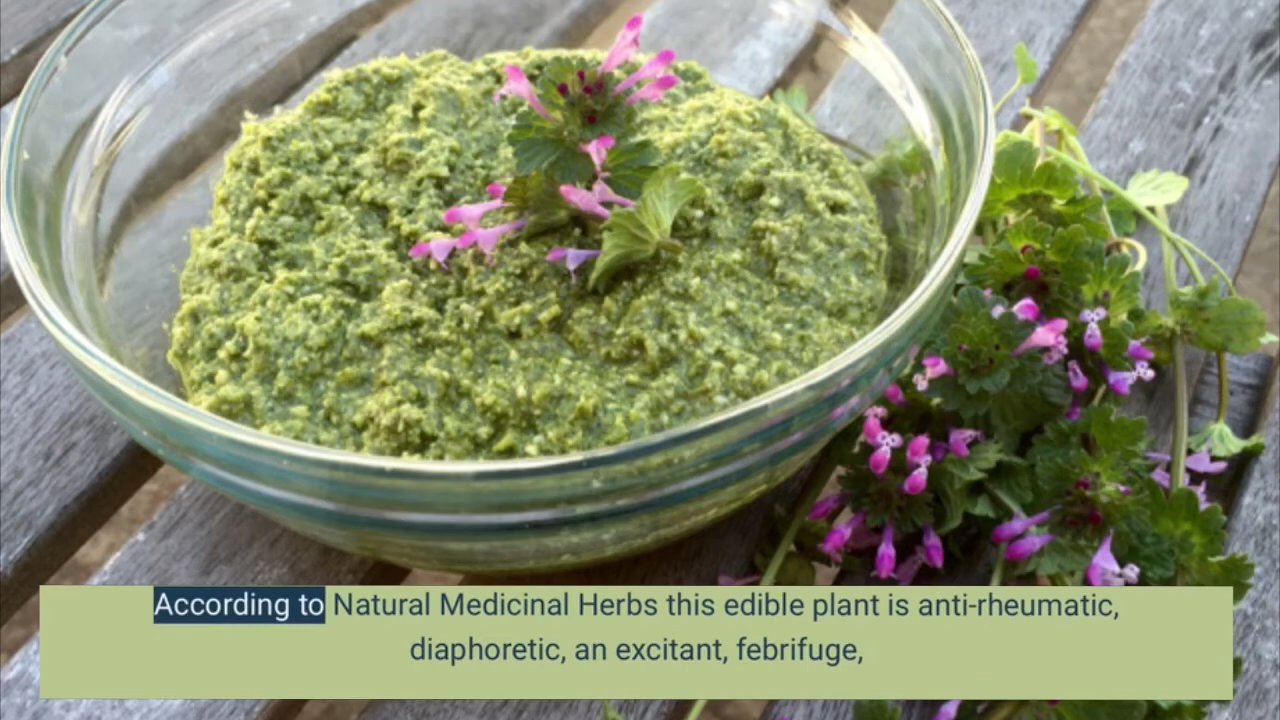 According to Natural Medicinal Herbs this edible plant is anti-rheumatic,
diaphoretic, an excitant, febrifuge,